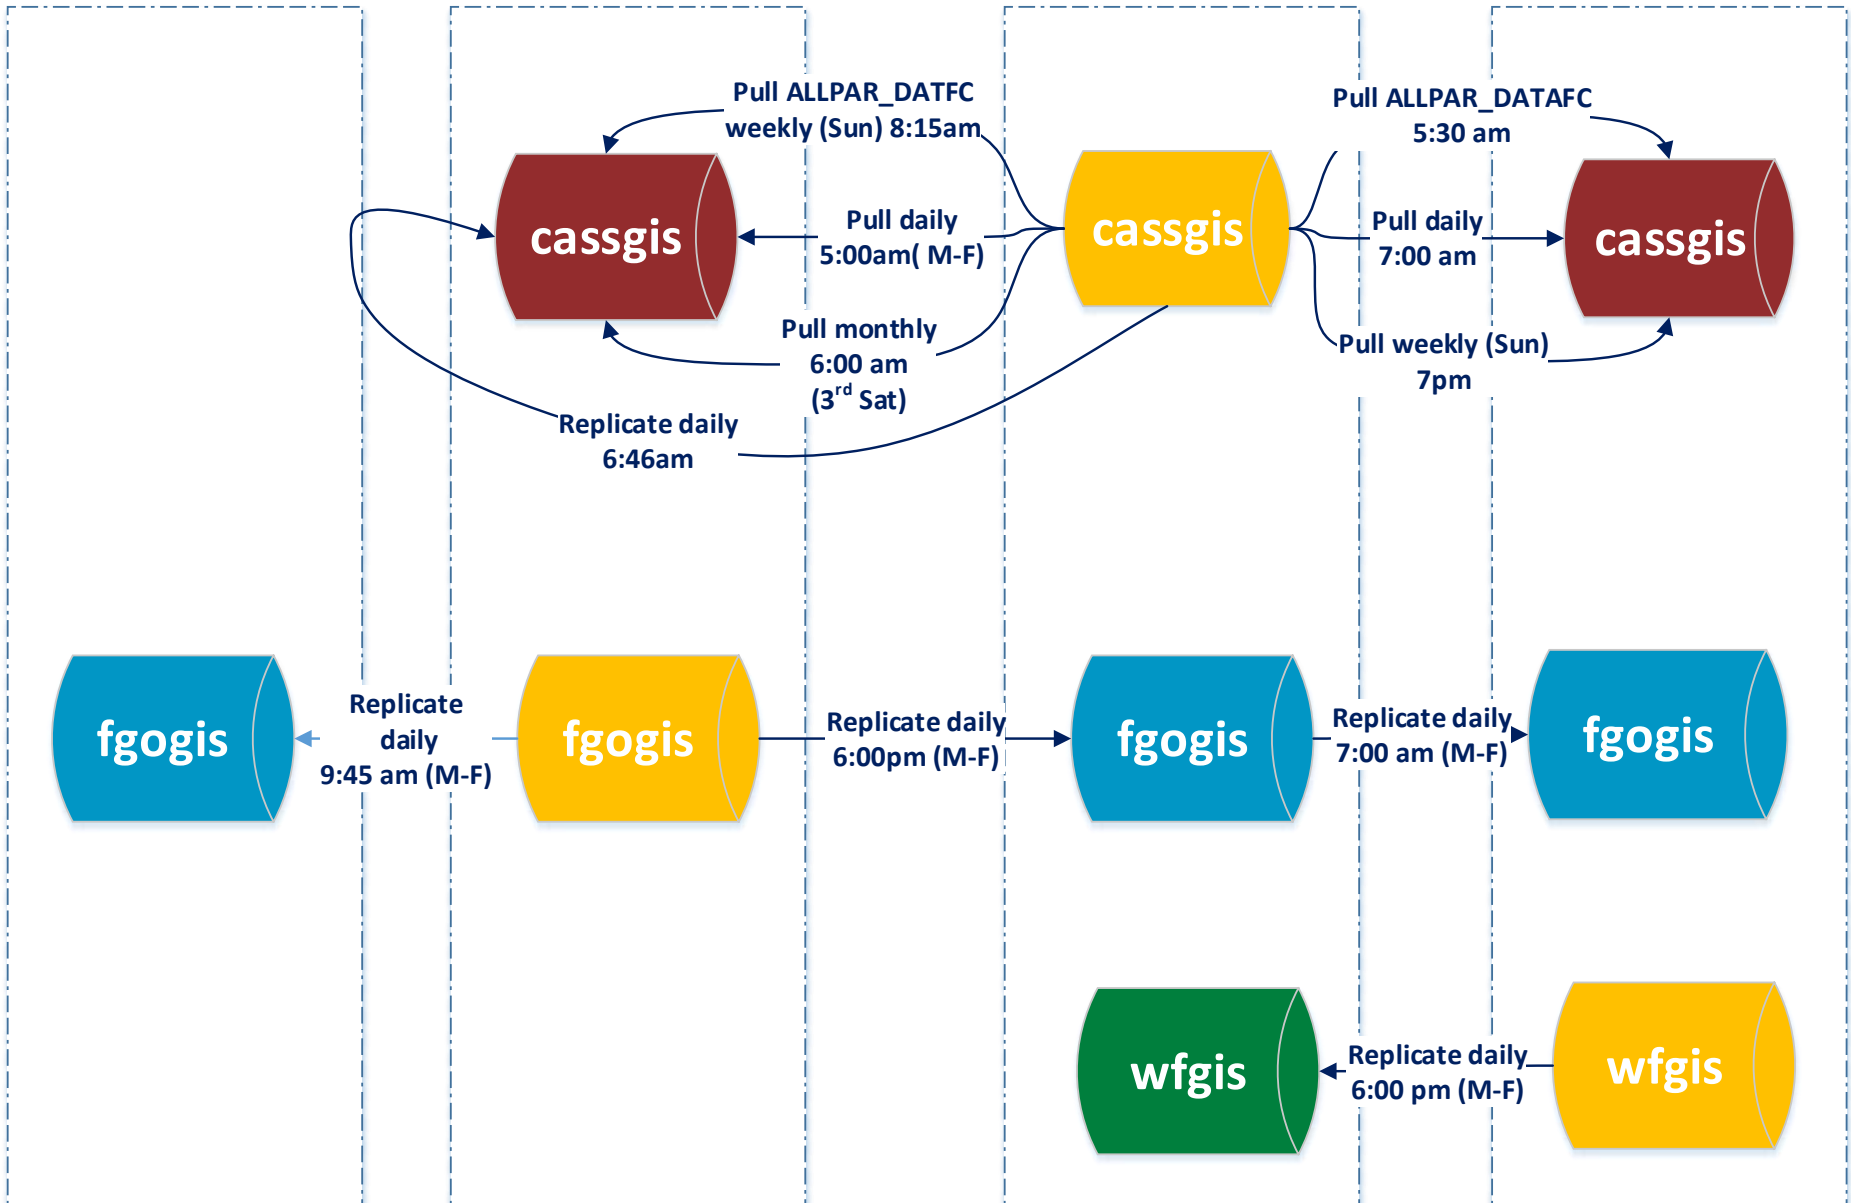 Pull ALLPAR_DATFC
weekly (Sun) 8:15am
Pull ALLPAR_DATAFC
5:30 am
cassgis
Pull daily
5:00am( M-F)
cassgis
Pull daily
7:00 am
cassgis
Pull monthly
6:00 am
(3rd Sat)
Pull weekly (Sun)
7pm
Replicate daily
6:46am
fgogis
Replicate
daily
9:45 am (M-F)
fgogis
Replicate daily
6:00pm (M-F)
fgogis
Replicate daily
7:00 am (M-F)
fgogis
wfgis
Replicate daily
6:00 pm (M-F)
wfgis